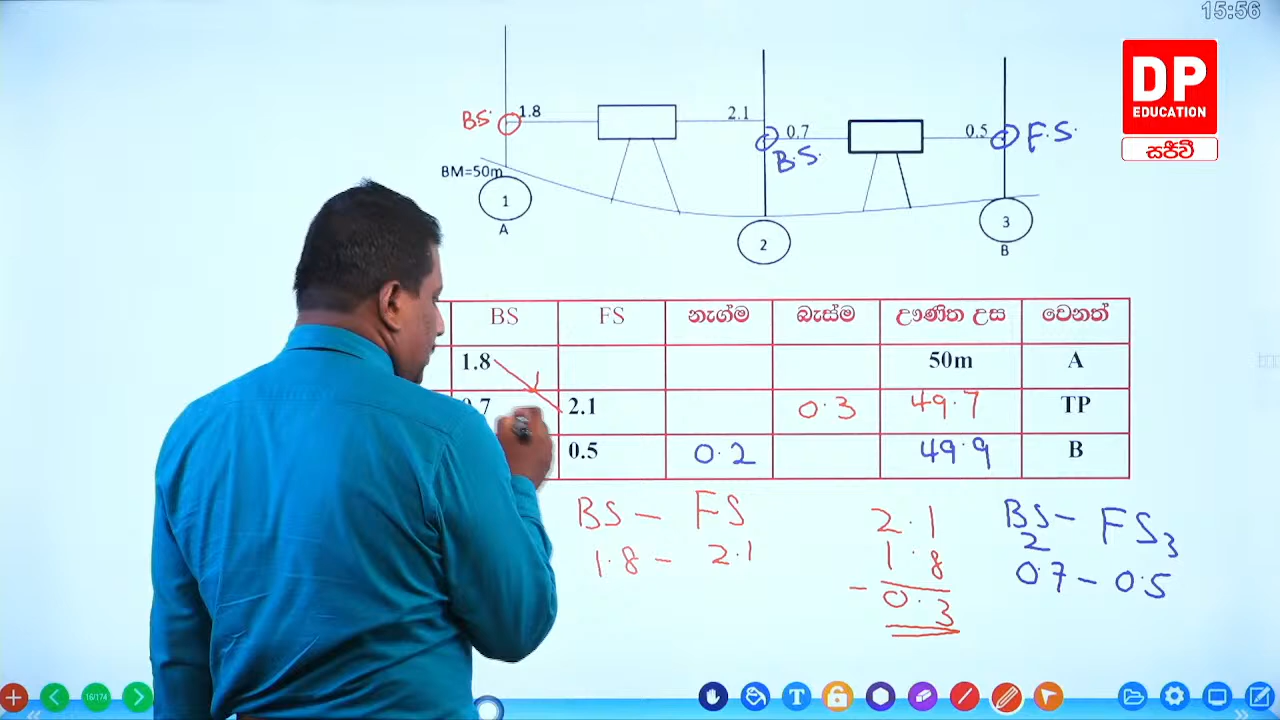 15:56
DP
EDUCATION
සජීවී
BS. 1.8 2.1 0.7 0.5 F.S.
B.S.
BM=50m
1 2 3
A B
BS FS නැග්ම බැස්ම ඌණිත උස වෙනත්
1.8 50m A
2.1 0.3 49.7 TP
0.5 0.2 49.9 B
BS - FS 2.1 BS2 - FS3
1.8 - 2.1 1.8 0.7 - 0.5
- 0.3
16/174